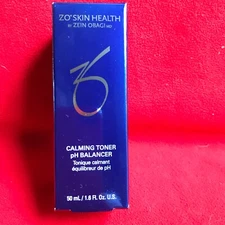 ZO® SKIN HEALTH
BY ZEIN OBAGI MD
CALMING TONER
pH BALANCER
Tonique calmant
équilibreur de pH
50 mL / 1.6 Fl. Oz. U.S.